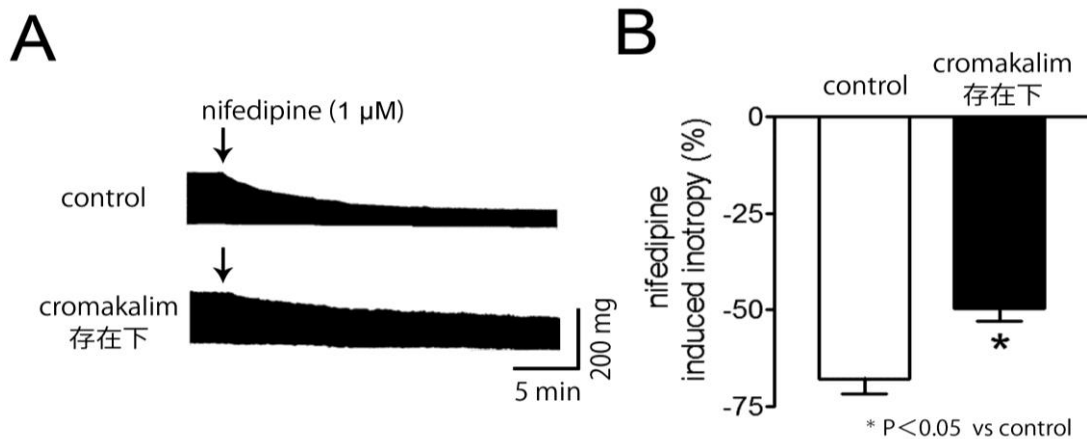 A
nifedipine (1 μM)
control
cromakalim
存在下
200 mg
5 min
B
control
cromakalim
存在下
nifedipine
induced inotropy (%)
0
-25
-50
-75
*
* P＜0.05 vs control